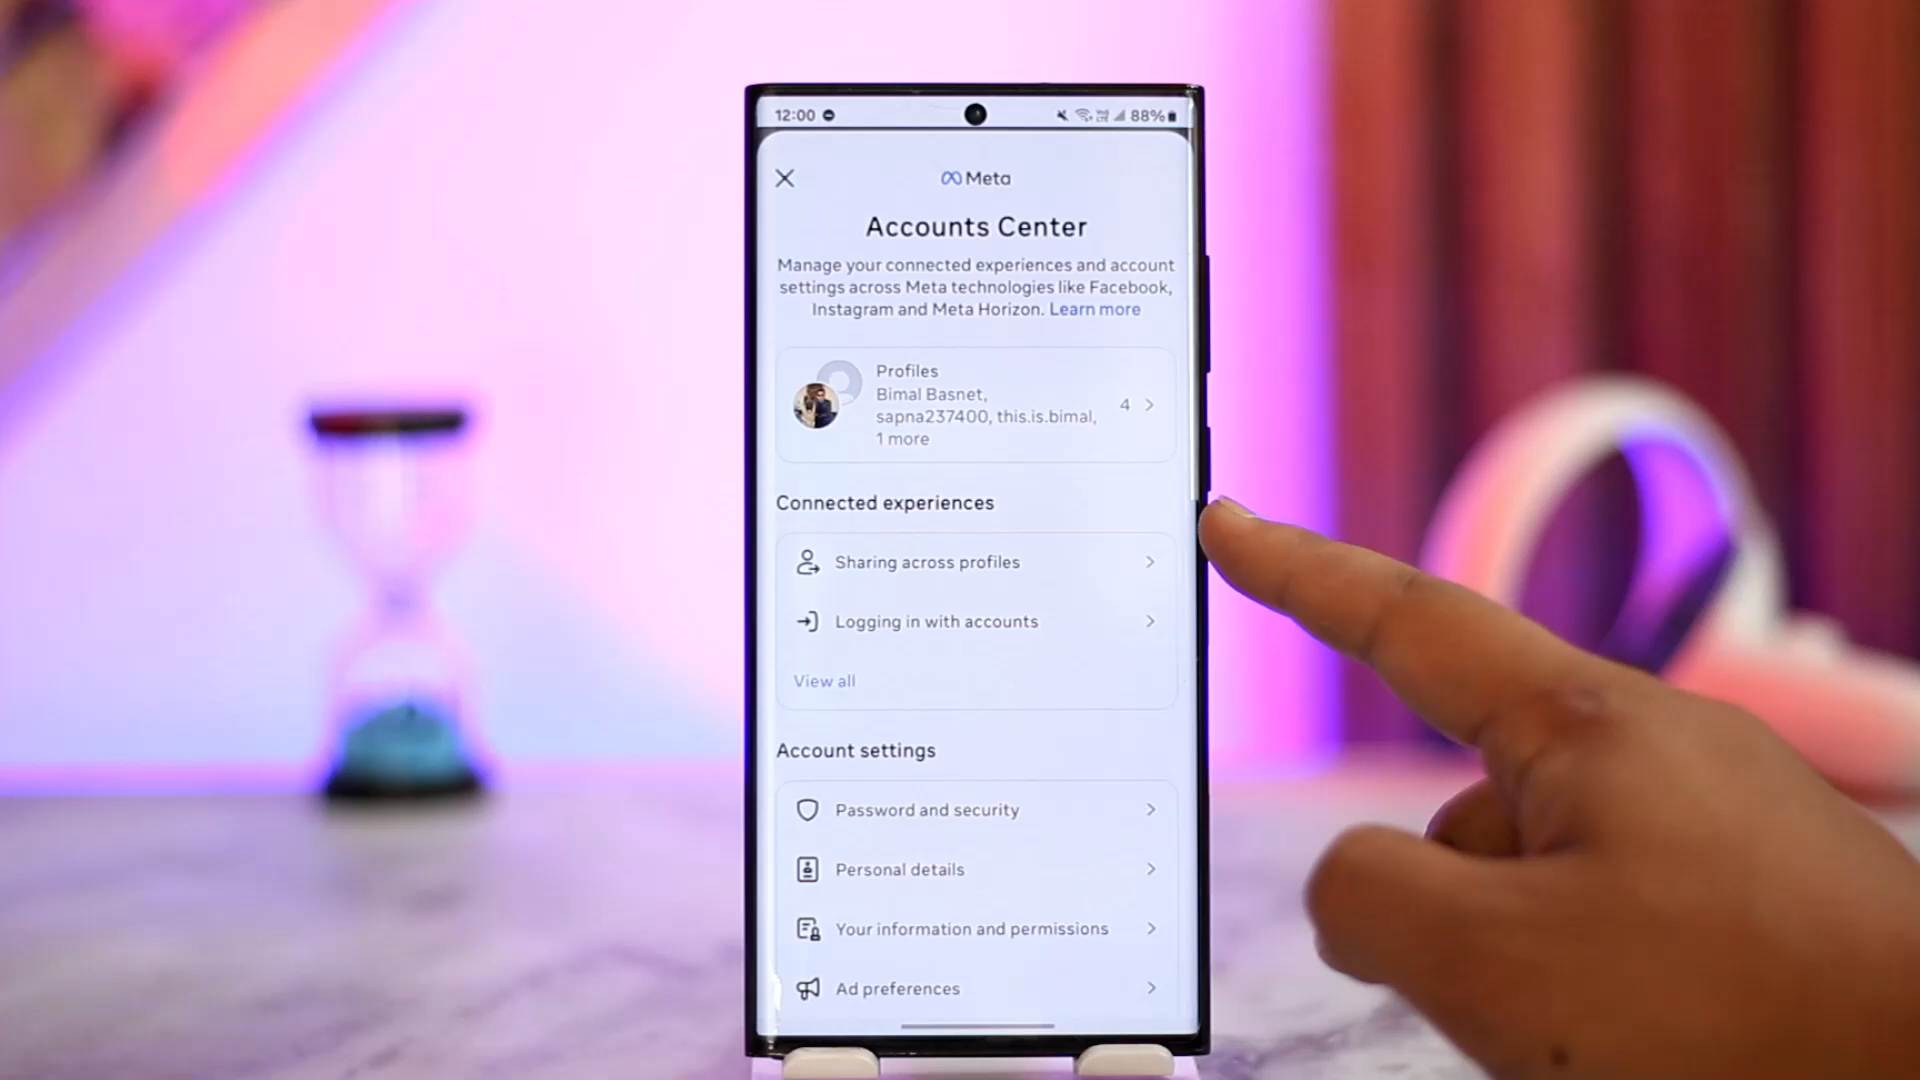 12:00
88%
Meta
Accounts Center
Manage your connected experiences and account
settings across Meta technologies like Facebook,
Instagram and Meta Horizon. Learn more
Profiles
Bimal Basnet,
sapna237400, this.is.bimal,
1 more
4
Connected experiences
Sharing across profiles
Logging in with accounts
View all
Account settings
Password and security
Personal details
Your information and permissions
Ad preferences